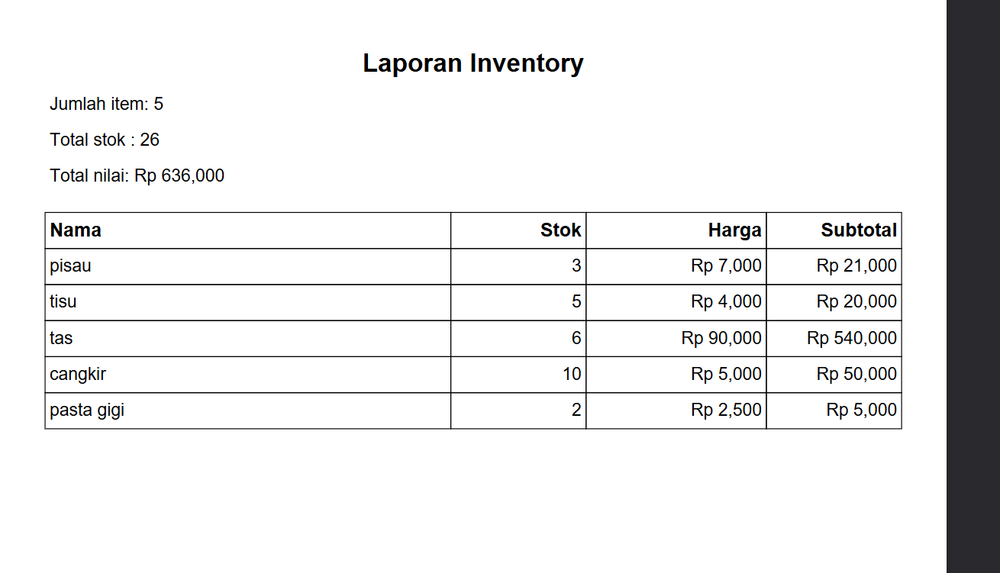 Laporan Inventory
Jumlah item: 5
Total stok : 26
Total nilai: Rp 636,000
Nama Stok Harga Subtotal
pisau 3 Rp 7,000 Rp 21,000
tisu 5 Rp 4,000 Rp 20,000
tas 6 Rp 90,000 Rp 540,000
cangkir 10 Rp 5,000 Rp 50,000
pasta gigi 2 Rp 2,500 Rp 5,000